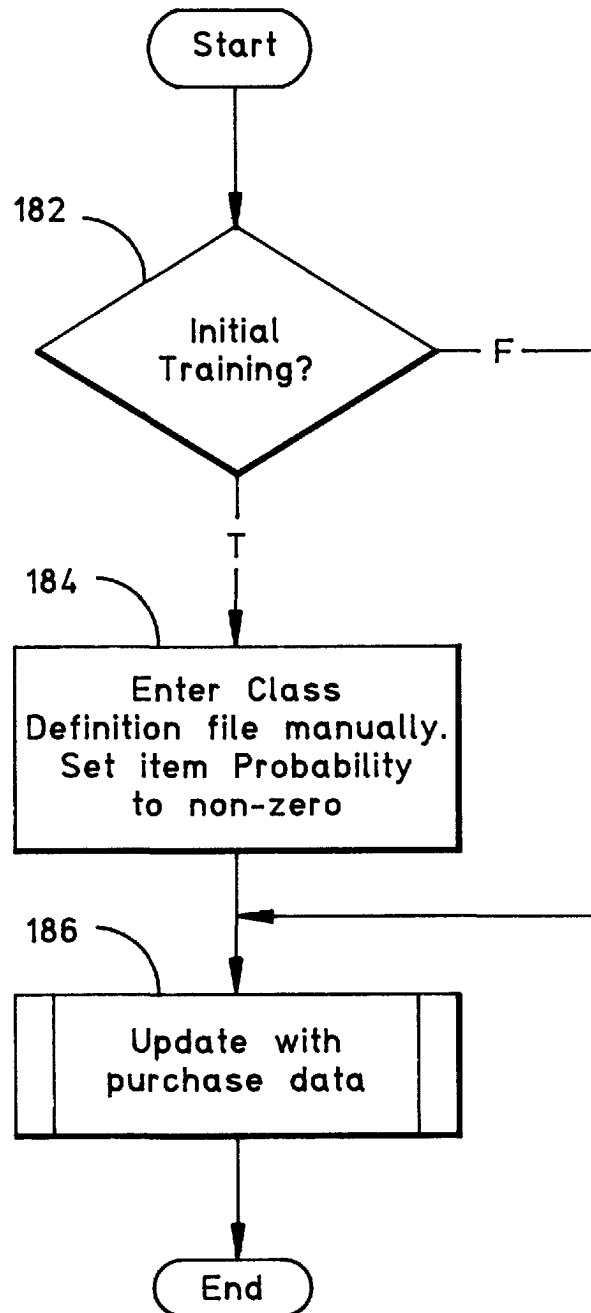 Start
182
Initial
Training?
F
T
184
Enter Class
Definition file manually.
Set item Probability
to non-zero
186
Update with
purchase data
End